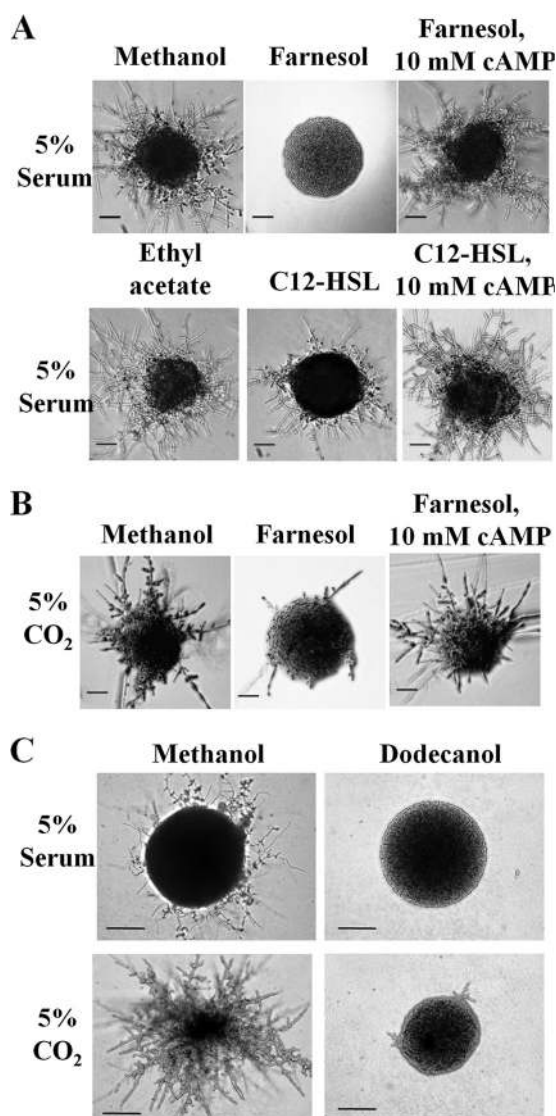 A
Methanol
Farnesol
Farnesol,
10 mM cAMP
5%
Serum
Ethyl
acetate
C12-HSL
C12-HSL,
10 mM cAMP
5%
Serum
B
Methanol
Farnesol
Farnesol,
10 mM cAMP
5%
CO₂
C
Methanol
Dodecanol
5%
Serum
5%
CO₂